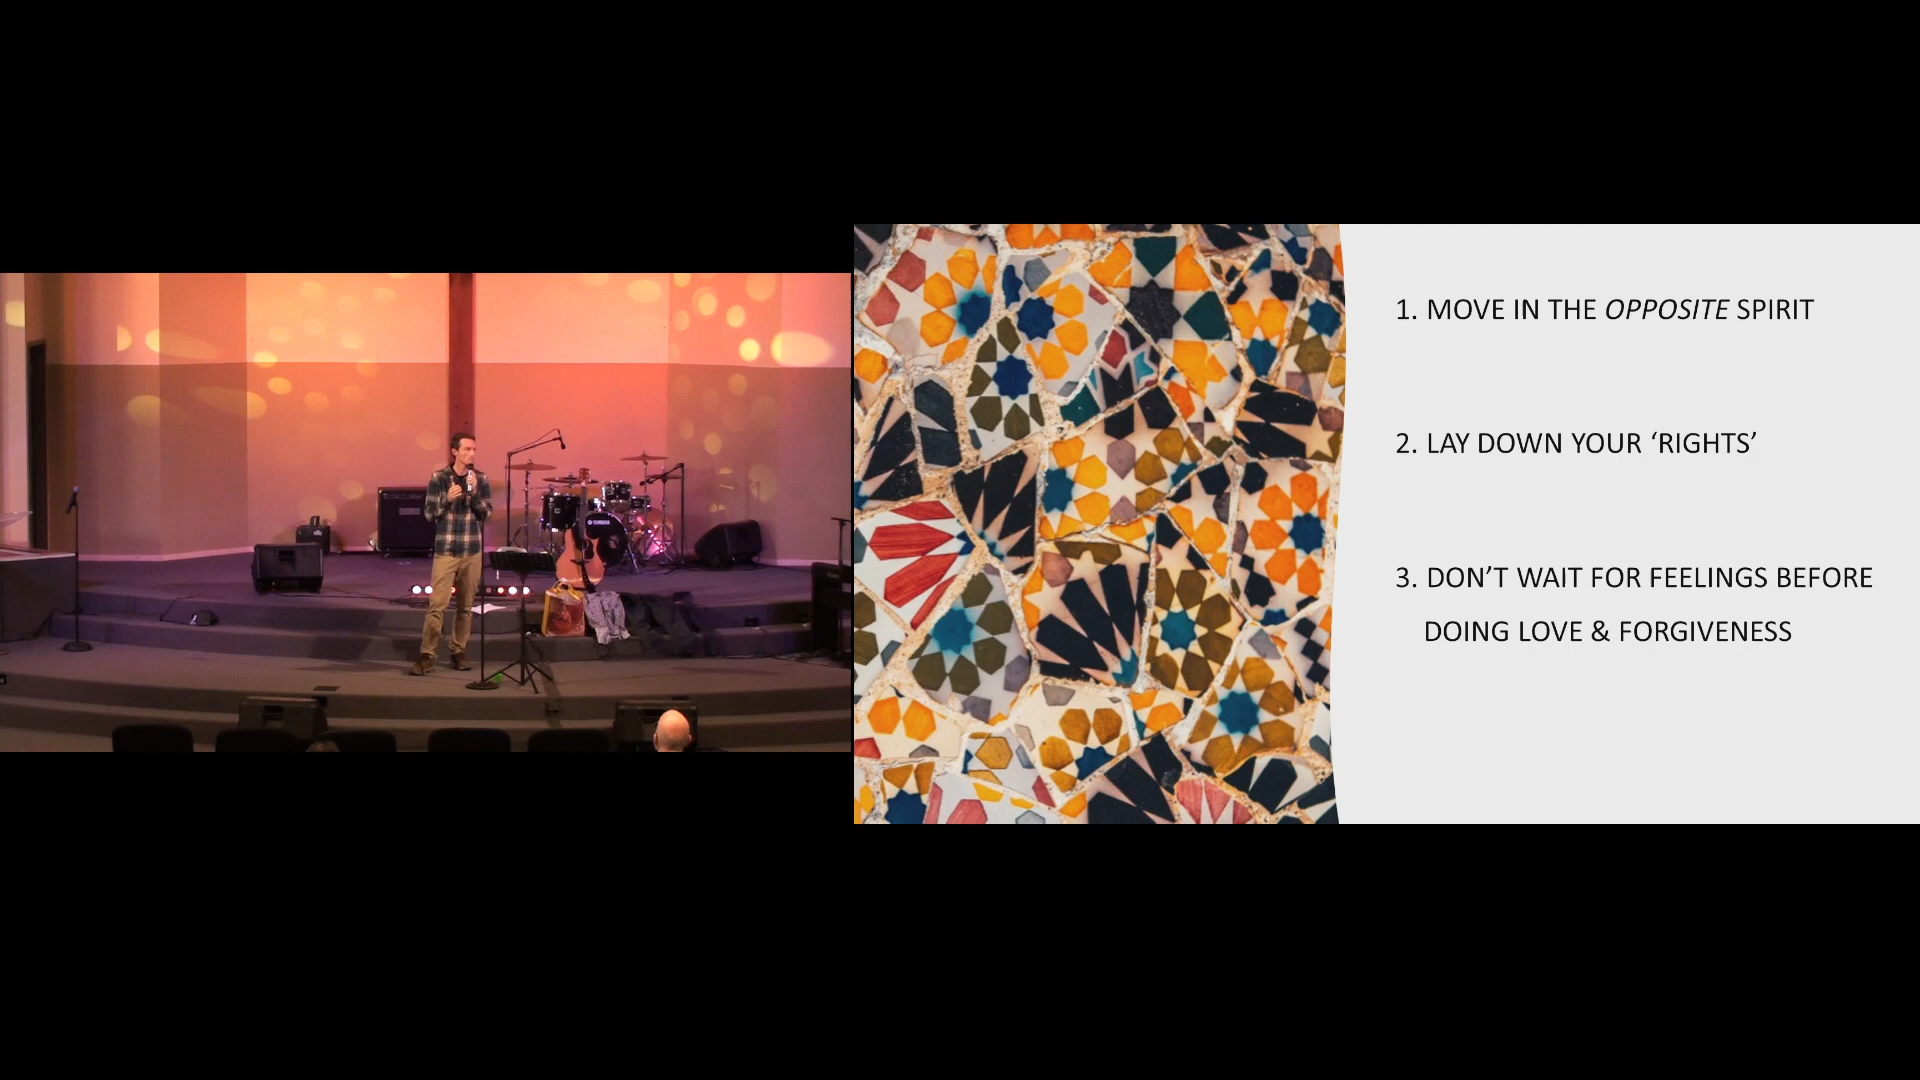 1. MOVE IN THE OPPOSITE SPIRIT
2. LAY DOWN YOUR ‘RIGHTS’
3. DON’T WAIT FOR FEELINGS BEFORE
DOING LOVE & FORGIVENESS
YAMAHA